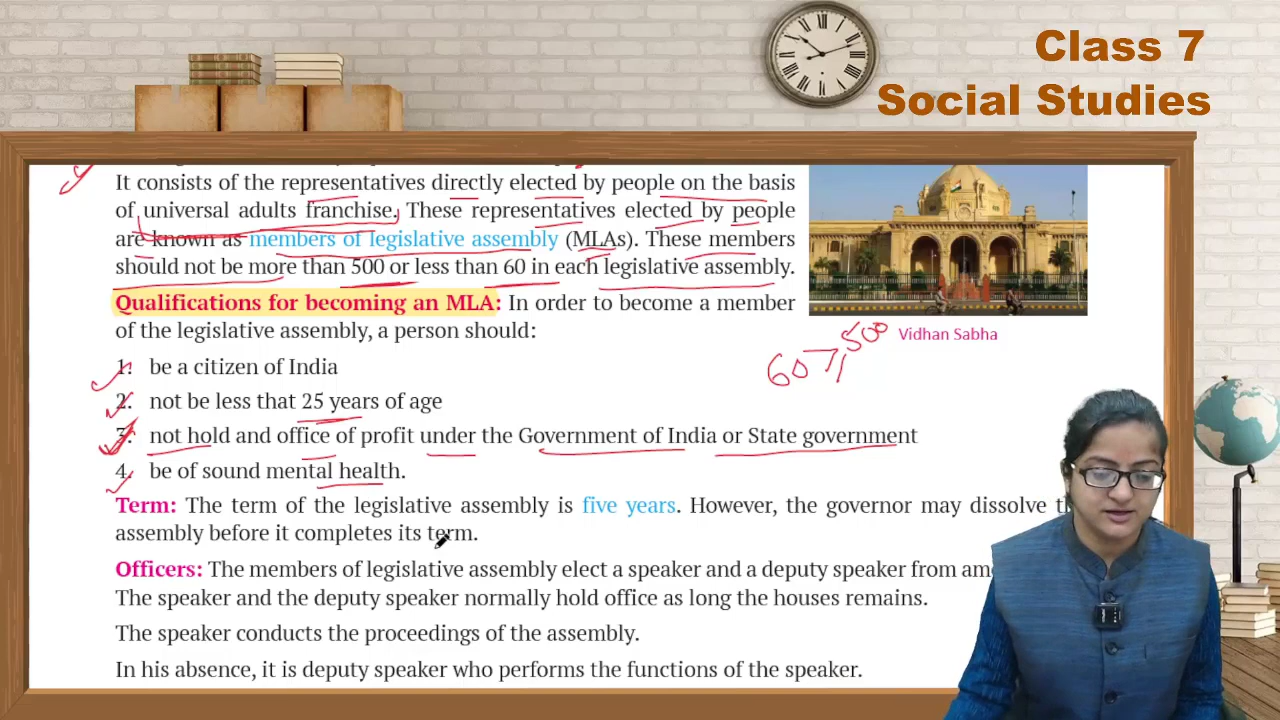 Class 7
Social Studies
It consists of the representatives directly elected by people on the basis
of universal adults franchise. These representatives elected by people
are known as members of legislative assembly (MLAs). These members
should not be more than 500 or less than 60 in each legislative assembly.
Qualifications for becoming an MLA: In order to become a member
of the legislative assembly, a person should:
Vidhan Sabha
607, 500
1. be a citizen of India
2. not be less that 25 years of age
3. not hold and office of profit under the Government of India or State government
4. be of sound mental health.
Term: The term of the legislative assembly is five years. However, the governor may dissolve
assembly before it completes its term.
Officers: The members of legislative assembly elect a speaker and a deputy speaker from
The speaker and the deputy speaker normally hold office as long the houses remains.
The speaker conducts the proceedings of the assembly.
In his absence, it is deputy speaker who performs the functions of the speaker.